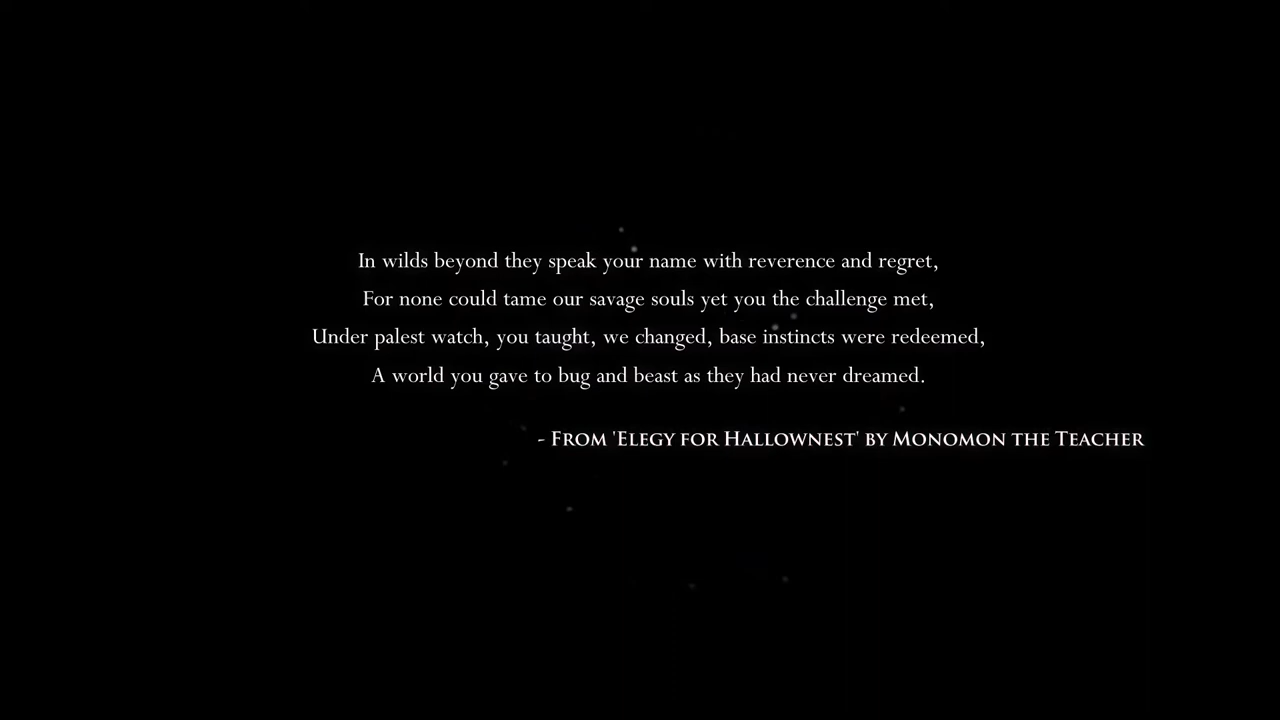 In wilds beyond they speak your name with reverence and regret,
For none could tame our savage souls yet you the challenge met,
Under palest watch, you taught, we changed, base instincts were redeemed,
A world you gave to bug and beast as they had never dreamed.
- From 'Elegy for Hallownest' by Monomon the Teacher